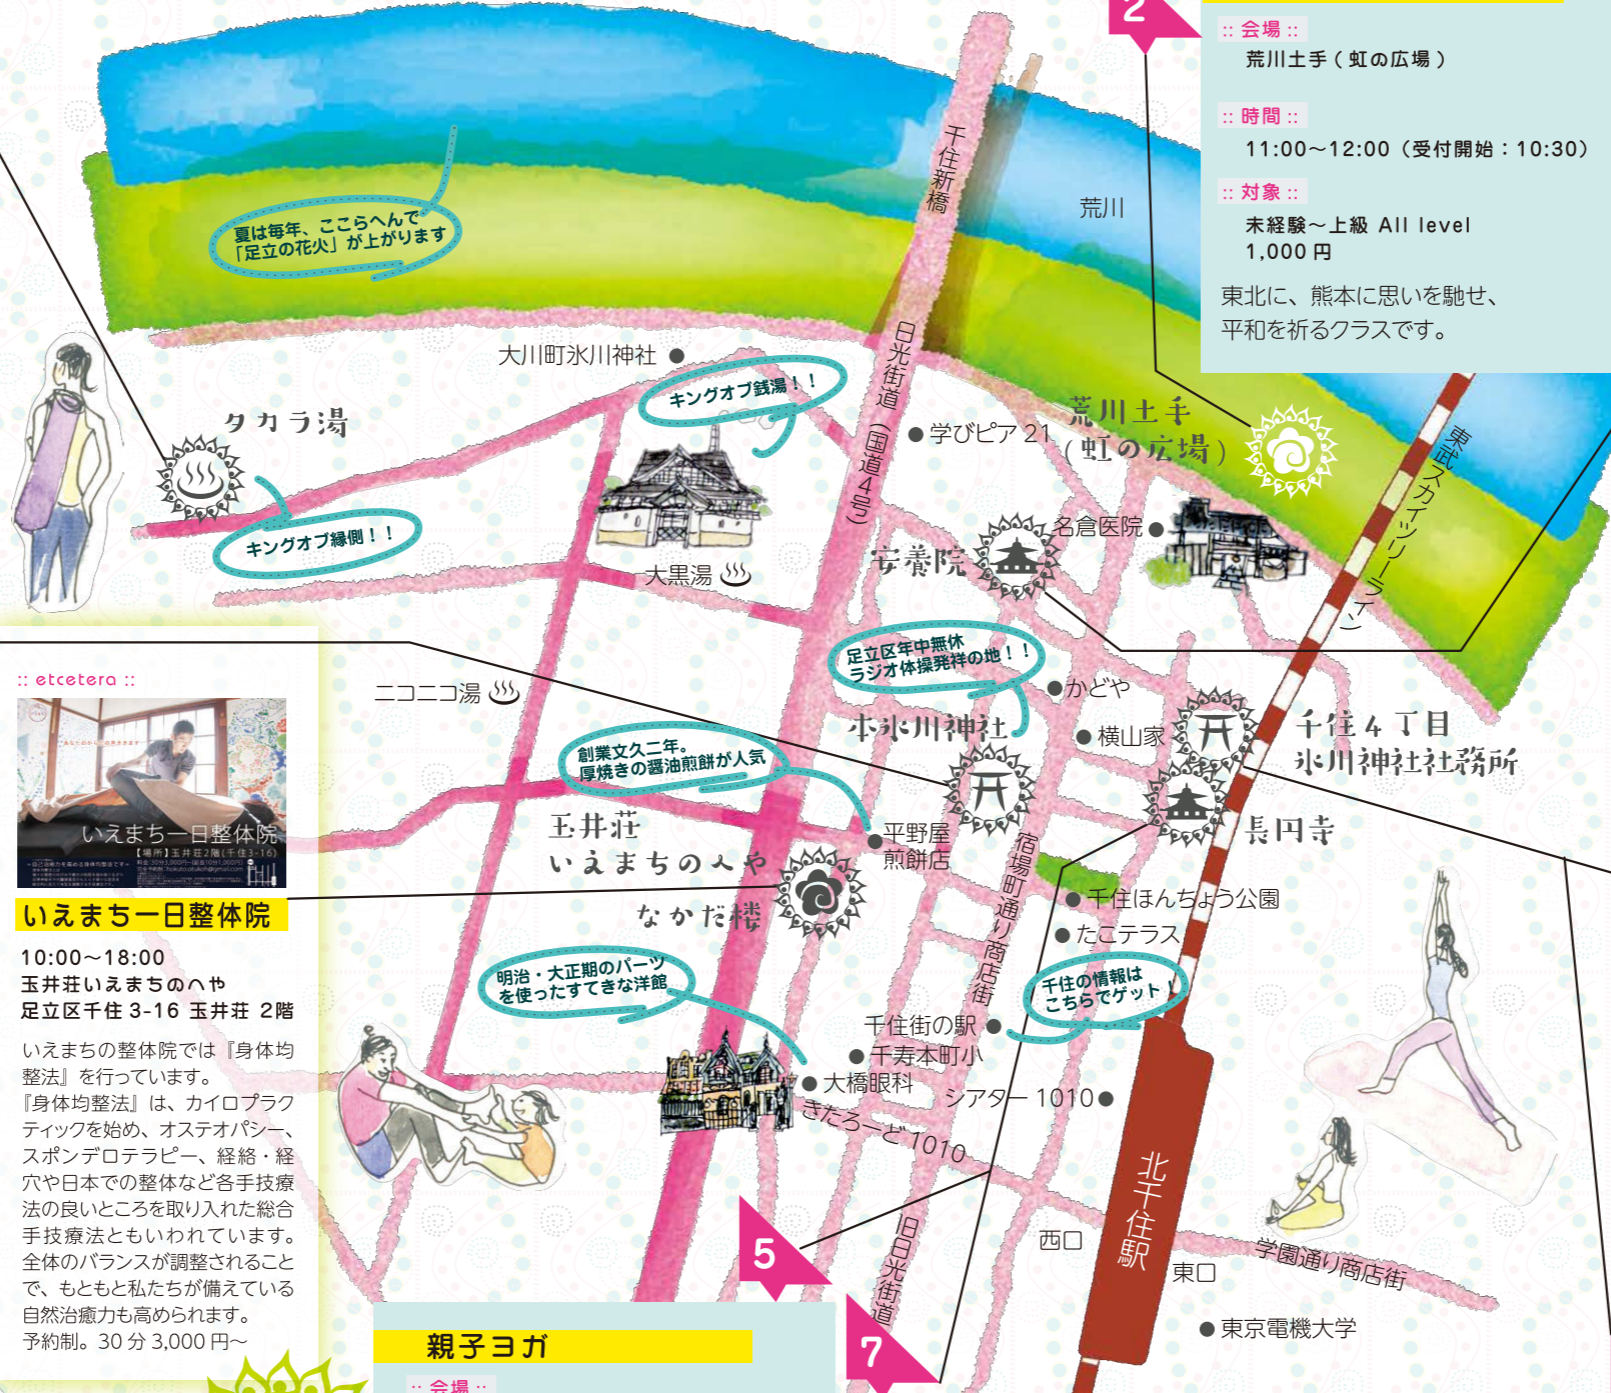 2
:: 会場 ::
荒川土手 ( 虹の広場 )
:: 時間 ::
11:00～12:00（受付開始：10:30）
:: 対象 ::
未経験～上級 All level
1,000 円
東北に、熊本に思いを馳せ、
平和を祈るクラスです。
千住新橋
荒川
夏は毎年、ここらへんで
「足立の花火」が上がります
日光街道（国道4号）
大川町氷川神社
キングオブ銭湯！！
タカラ湯
キングオブ縁側！！
学びピア 21
荒川土手
（虹の広場）
東武スカイツリーライン
大黒湯
安養院
名倉医院
足立区年中無休
ラジオ体操発祥の地！！
ニコニコ湯
かどや
本氷川神社
横山家
千住４丁目
氷川神社社務所
創業文久二年。
厚焼きの醤油煎餅が人気
平野屋
煎餅店
長円寺
玉井荘
いえまちのへや
なかだ楼
宿場町通り商店街
千住ほんちょう公園
たこテラス
明治・大正期のパーツ
を使ったすてきな洋館
千住の情報は
こちらでゲット！
千住街の駅
千寿本町小
大橋眼科
シアター 1010
きたろーど 1010
北千住駅
西口
東口
旧日光街道
学園通り商店街
東京電機大学
:: etcetera ::
いえまち一日整体院
【場所】玉井荘2階(千住3-16)
いえまち一日整体院
10:00～18:00
玉井荘いえまちのへや
足立区千住 3-16 玉井荘 2階
いえまちの整体院では『身体均
整法』を行っています。
『身体均整法』は、カイロプラク
ティックを始め、オステオパシー、
スポンデロテラピー、経絡・経
穴や日本での整体など各手技療
法の良いところを取り入れた総合
手技療法ともいわれています。
全体のバランスが調整されること
で、もともと私たちが備えている
自然治癒力も高められます。
予約制。30 分 3,000 円～
5
7
親子ヨガ
:: 会場 ::